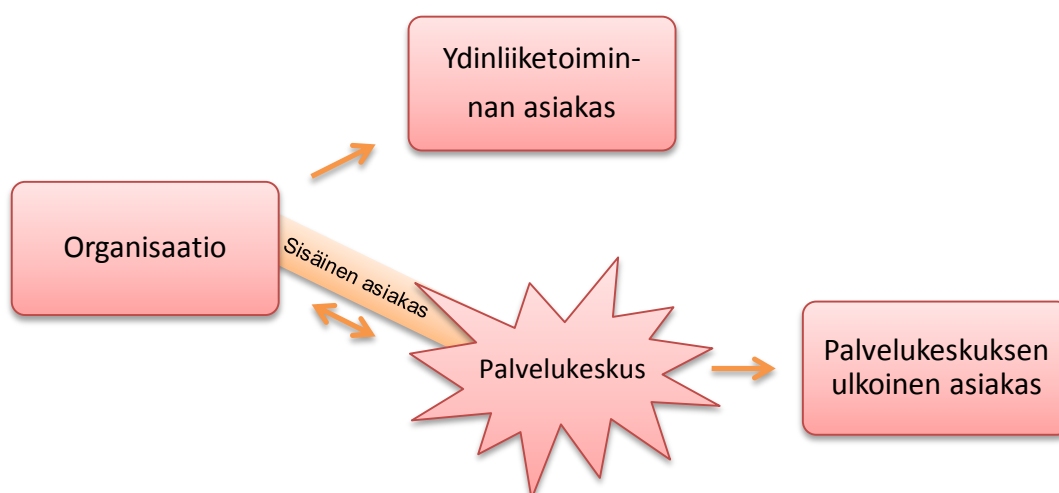 Ydinliiketoimin-
nan asiakas
Organisaatio
Sisäinen asiakas
Palvelukeskus
Palvelukeskuksen
ulkoinen asiakas